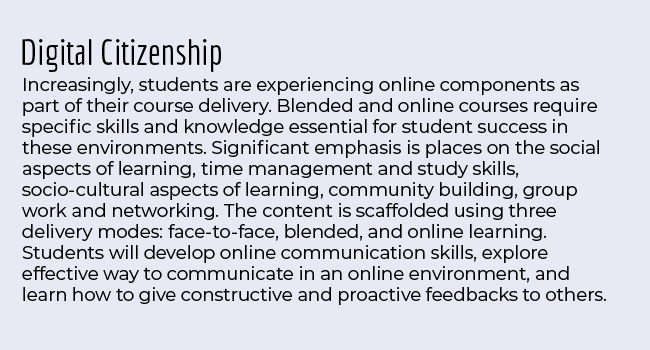 Digital Citizenship
Increasingly, students are experiencing online components as
part of their course delivery. Blended and online courses require
specific skills and knowledge essential for student success in
these environments. Significant emphasis is places on the social
aspects of learning, time management and study skills,
socio-cultural aspects of learning, community building, group
work and networking. The content is scaffolded using three
delivery modes: face-to-face, blended, and online learning.
Students will develop online communication skills, explore
effective way to communicate in an online environment, and
learn how to give constructive and proactive feedbacks to others.